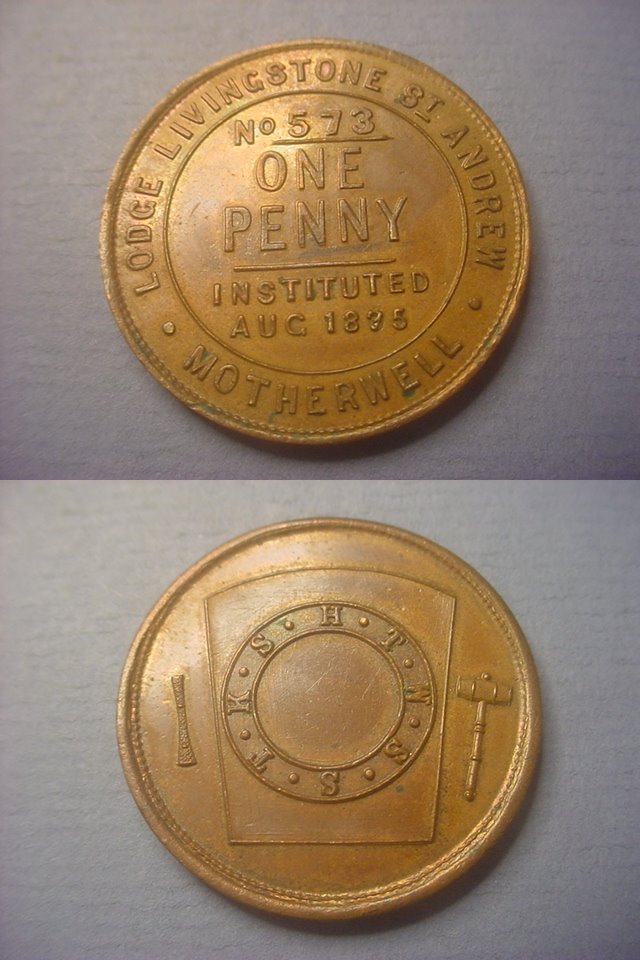 LODGE LIVINGSTONE ST ANDREW
No 573
ONE
PENNY
INSTITUTED
AUG 1895
• MOTHERWELL •
H • T • W • S • S • T • K • S •